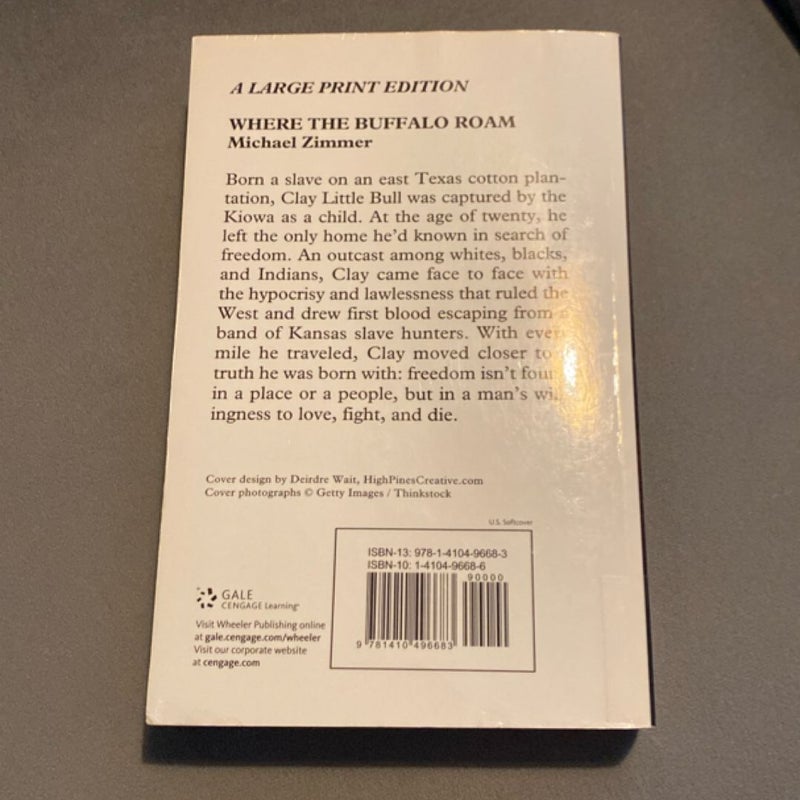 A LARGE PRINT EDITION
WHERE THE BUFFALO ROAM
Michael Zimmer
Born a slave on an east Texas cotton plan-
tation, Clay Little Bull was captured by the
Kiowa as a child. At the age of twenty, he
left the only home he'd known in search of
freedom. An outcast among whites, blacks,
and Indians, Clay came face to face with
the hypocrisy and lawlessness that ruled the
West and drew first blood escaping from a
band of Kansas slave hunters. With every
mile he traveled, Clay moved closer to
truth he was born with: freedom isn't found
in a place or a people, but in a man's will-
ingness to love, fight, and die.
Cover design by Deirdre Wait, HighPinesCreative.com
Cover photographs © Getty Images / Thinkstock
U.S. Softcover
ISBN-13: 978-1-4104-9668-3
ISBN-10: 1-4104-9668-6
90000
9 781410 496683
GALE
CENGAGE Learning®
Visit Wheeler Publishing online
at gale.cengage.com/wheeler
Visit our corporate website
at cengage.com